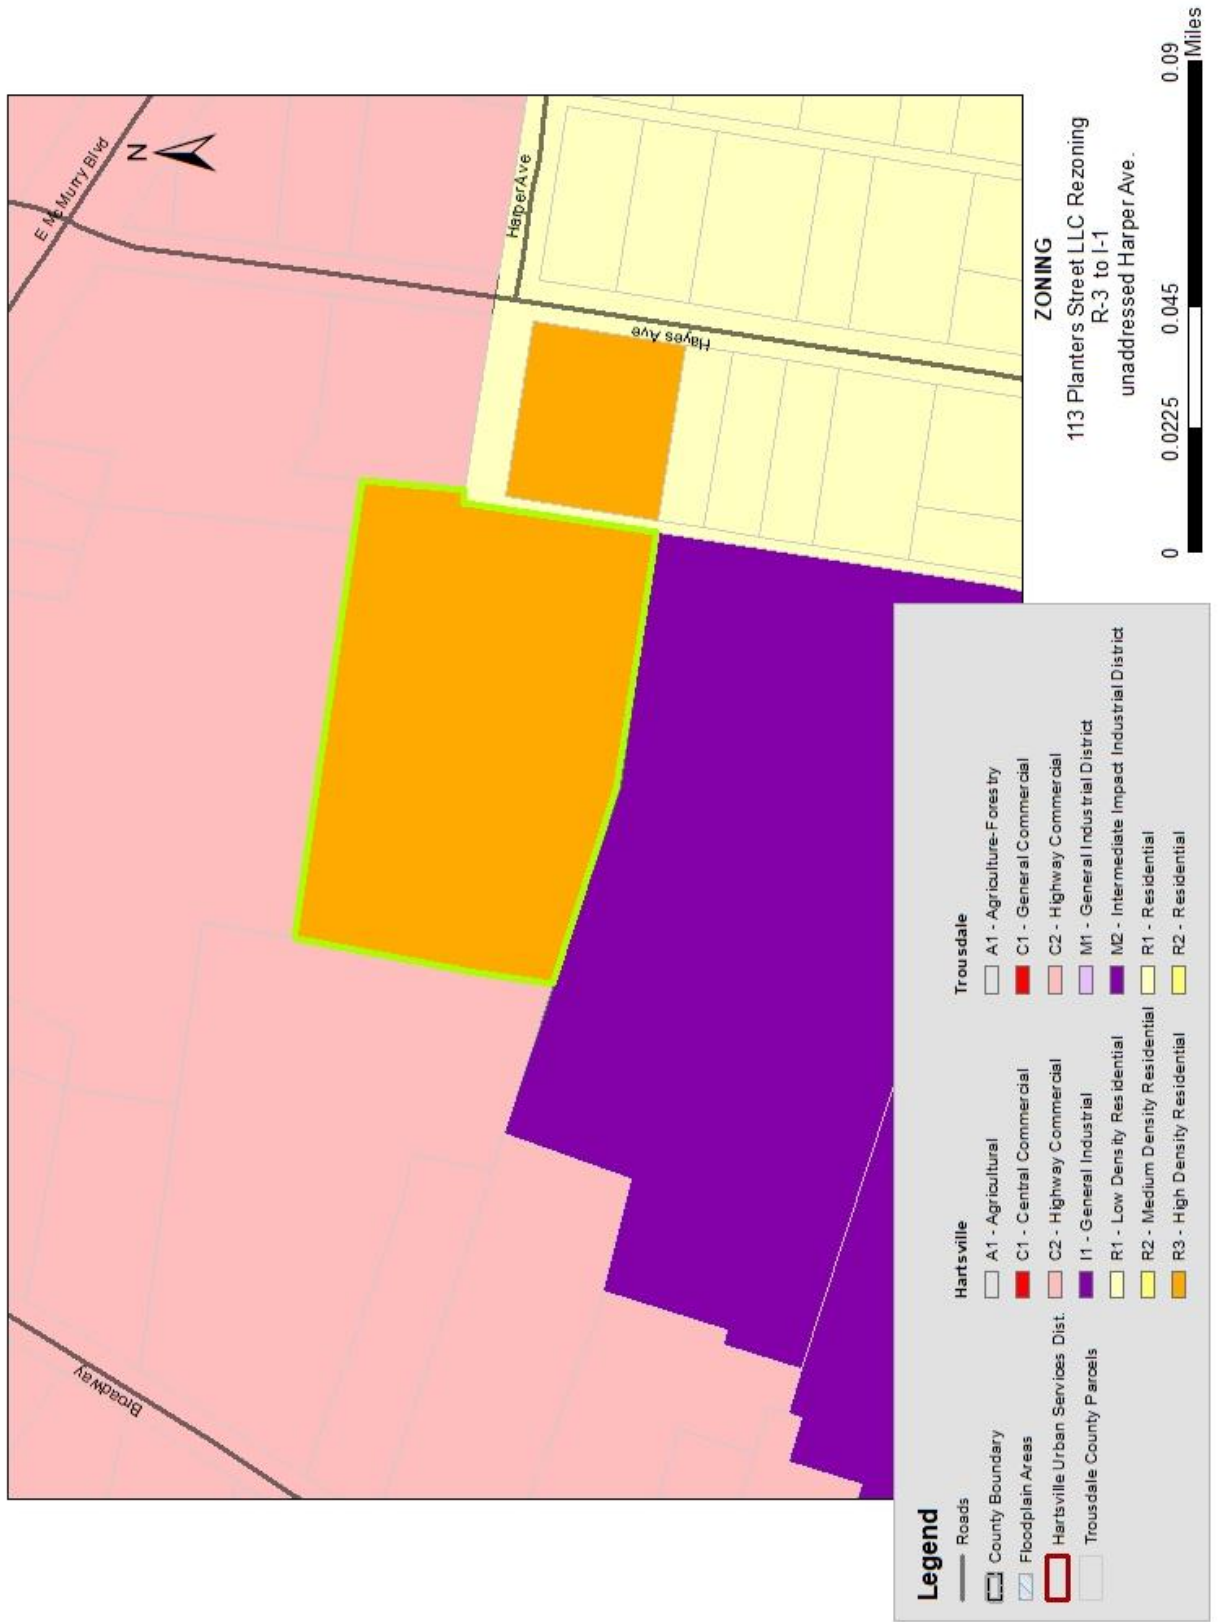 E McMurry Blvd
N
Harper Ave
Hayes Ave
Broadway
ZONING
113 Planters Street LLC Rezoning
R-3 to I-1
unaddressed Harper Ave.
0 0.0225 0.045 0.09
Miles
Legend
Roads
County Boundary
Floodplain Areas
Hartsville Urban Services Dist.
Trousdale County Parcels
Hartsville
A1 - Agricultural
C1 - Central Commercial
C2 - Highway Commercial
I1 - General Industrial
R1 - Low Density Residential
R2 - Medium Density Residential
R3 - High Density Residential
Trousdale
A1 - Agriculture-Forestry
C1 - General Commercial
C2 - Highway Commercial
M1 - General Industrial District
M2 - Intermediate Impact Industrial District
R1 - Residential
R2 - Residential